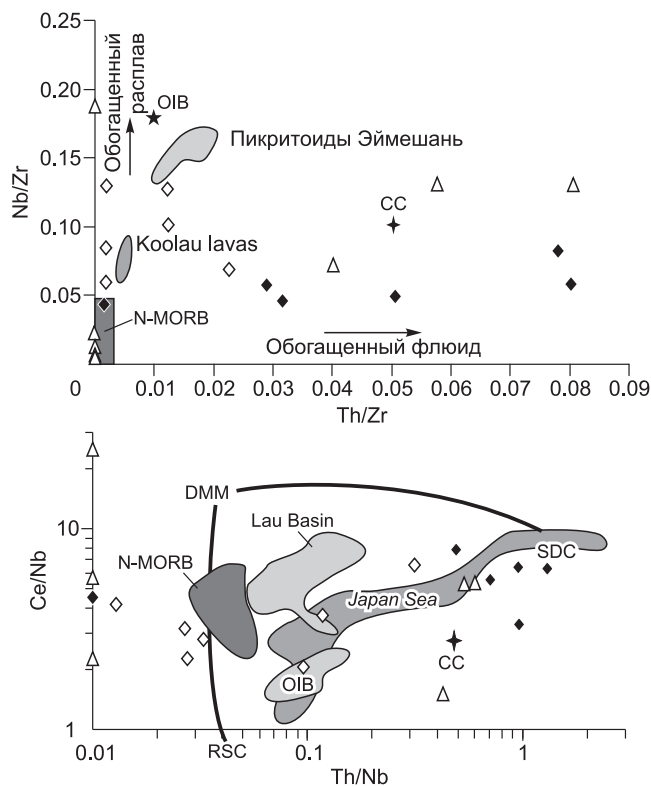 0.25
0.20
0.15
0.10
0.05
Nb/Zr
Обогащенный
расплав
OIB
Пикритоиды Эймешань
CC
Koolau lavas
N-MORB
Обогащенный флюид
0 0.01 0.02 0.03 0.04 0.05 0.06 0.07 0.08 0.09
Th/Zr
DMM
Lau Basin
10
SDC
N-MORB
Ce/Nb
Japan Sea
CC
OIB
1
RSC
0.01 0.1 1
Th/Nb